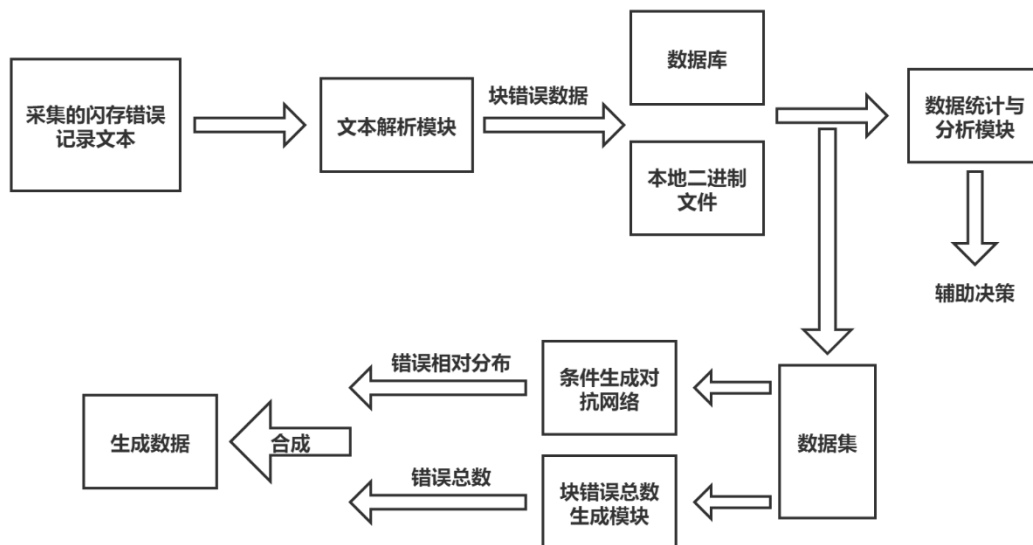 采集的闪存错误
记录文本
文本解析模块
块错误数据
数据库
本地二进制
文件
数据统计与
分析模块
辅助决策
数据集
条件生成对
抗网络
块错误总数
生成模块
错误相对分布
错误总数
合成
生成数据